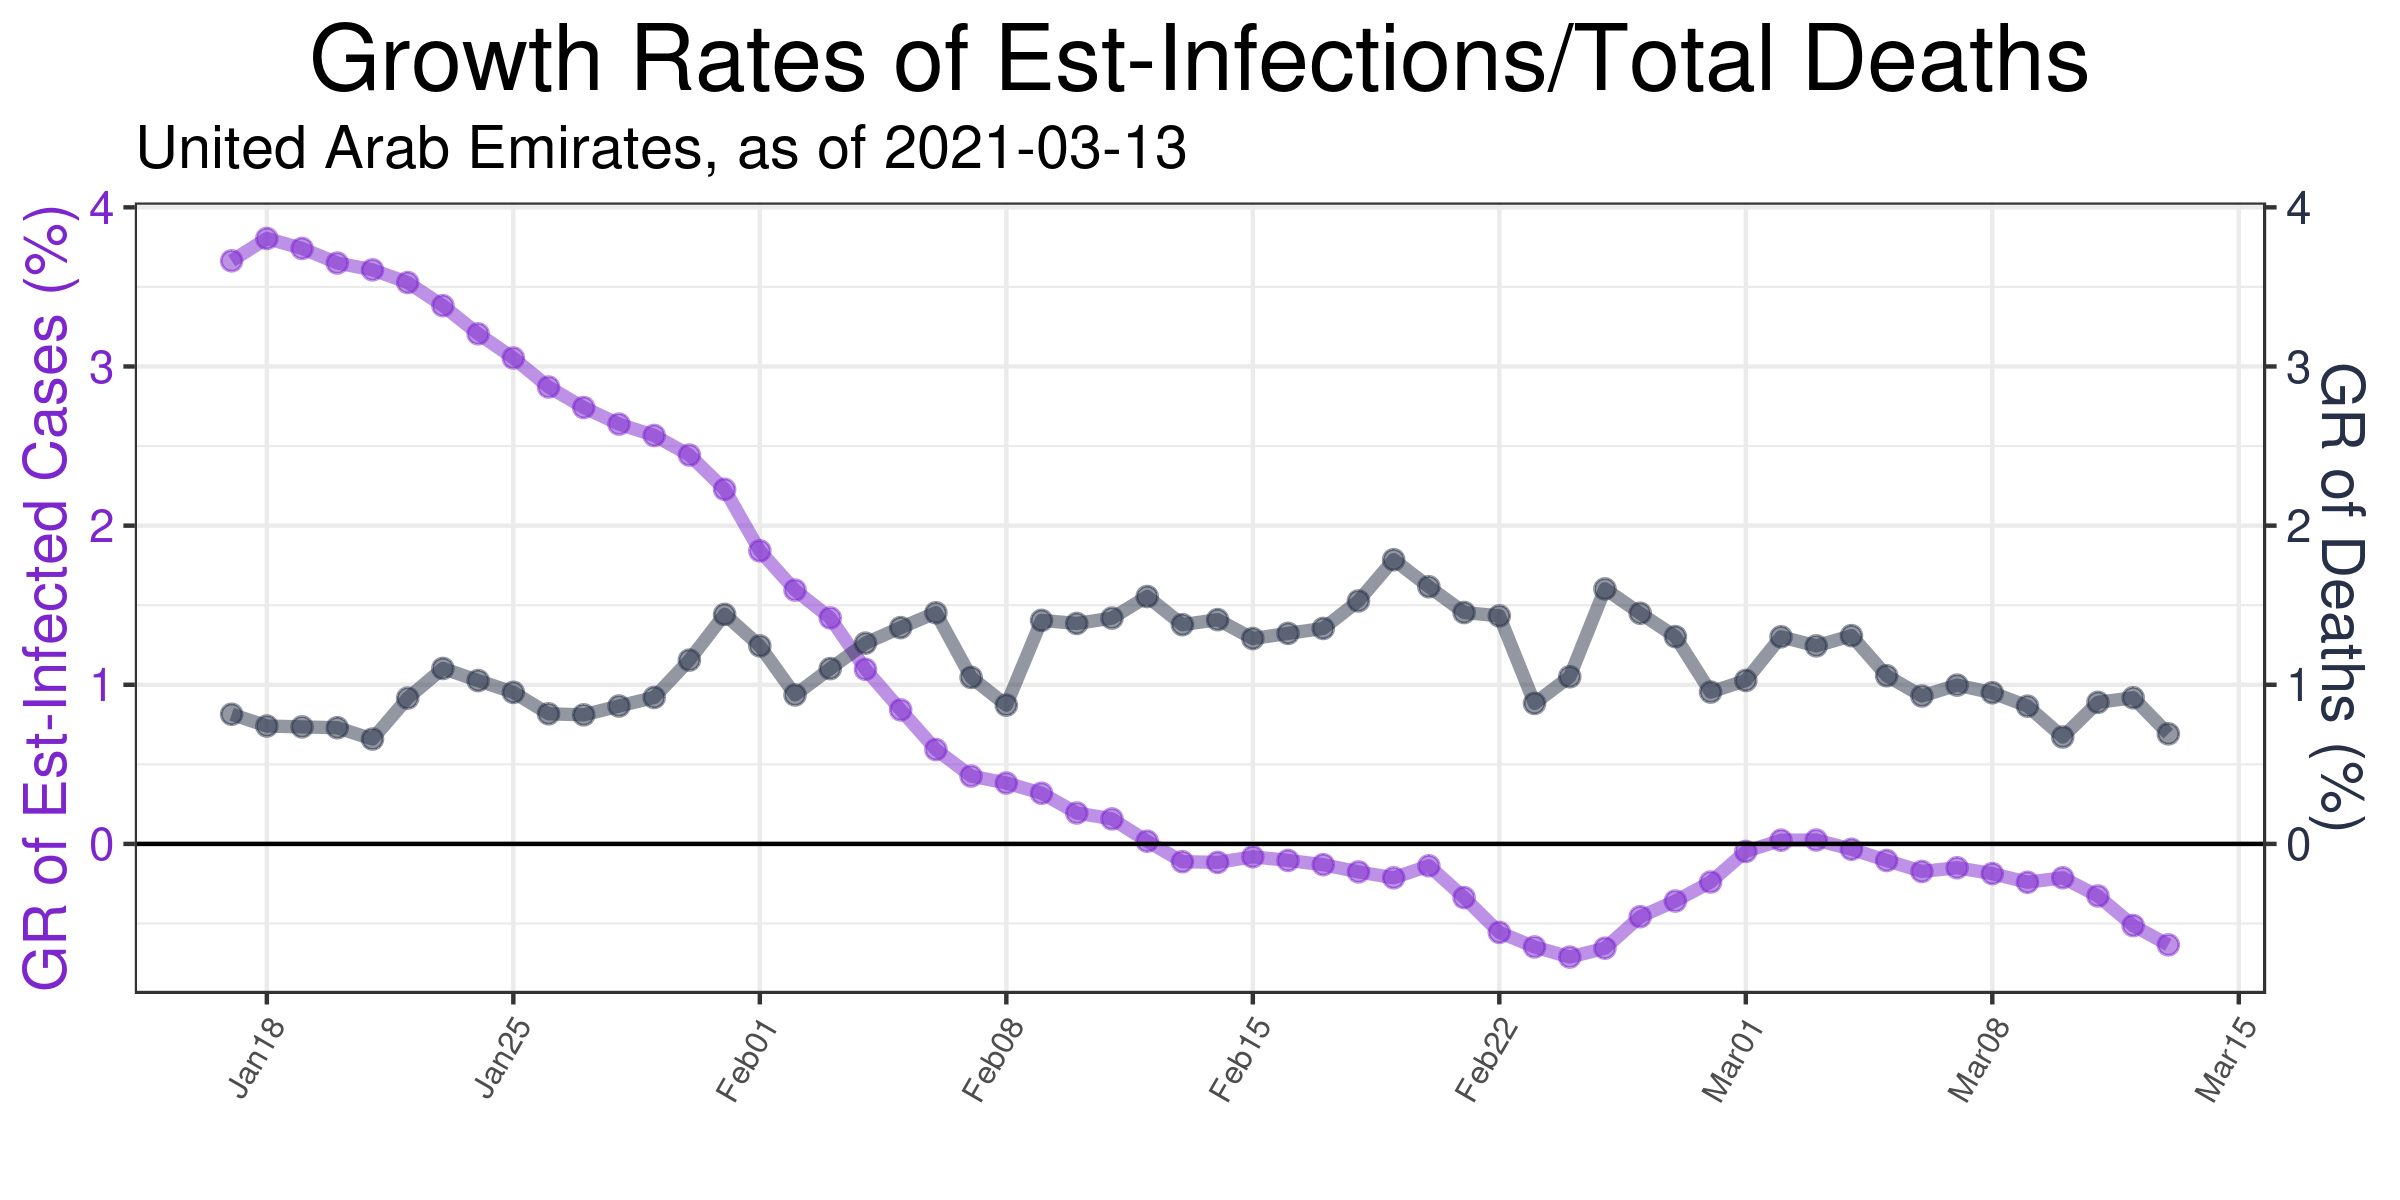 Growth Rates of Est-Infections/Total Deaths
United Arab Emirates, as of 2021-03-13
GR of Est-Infected Cases (%)
4
3
2
1
0
4
3
2
1
0
GR of Deaths (%)
Jan18
Jan25
Feb01
Feb08
Feb15
Feb22
Mar01
Mar08
Mar15